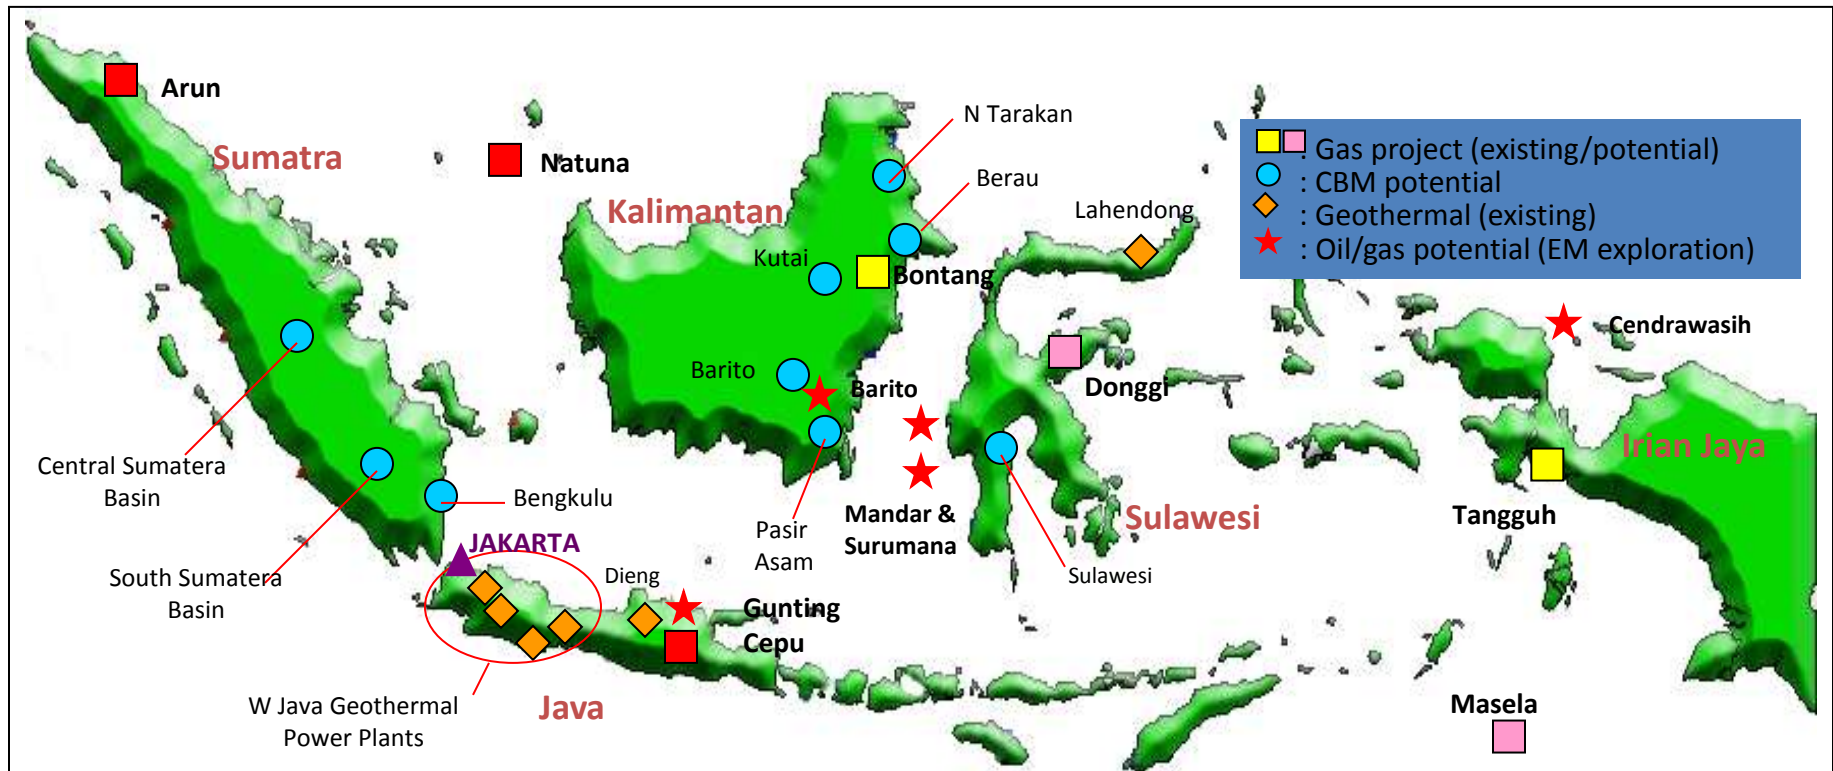 Arun
Sumatra
Natuna
N Tarakan
Berau
Kalimantan
Lahendong
: Gas project (existing/potential)
: CBM potential
: Geothermal (existing)
: Oil/gas potential (EM exploration)
Kutai
Bontang
Cendrawasih
Barito
Barito
Donggi
Irian Jaya
Central Sumatera
Basin
Bengkulu
Mandar &
Surumana
Sulawesi
Tangguh
Pasir
Asam
JAKARTA
South Sumatera
Basin
Dieng
Sulawesi
Gunting
Cepu
W Java Geothermal
Power Plants
Java
Masela